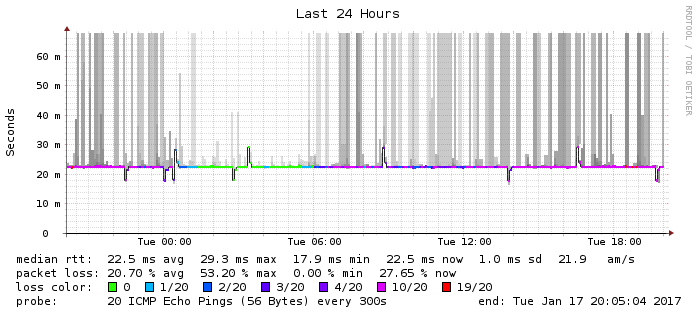 Last 24 Hours
RRDTOOL / TOBI OETIKER
Seconds
60 m
50 m
40 m
30 m
20 m
10 m
0
Tue 00:00 Tue 06:00 Tue 12:00 Tue 18:00
median rtt: 22.5 ms avg 29.3 ms max 17.9 ms min 22.5 ms now 1.0 ms sd 21.9 am/s
packet loss: 20.70 % avg 53.20 % max 0.00 % min 27.65 % now
loss color: 0 1/20 2/20 3/20 4/20 10/20 19/20
probe: 20 ICMP Echo Pings (56 Bytes) every 300s end: Tue Jan 17 20:05:04 2017